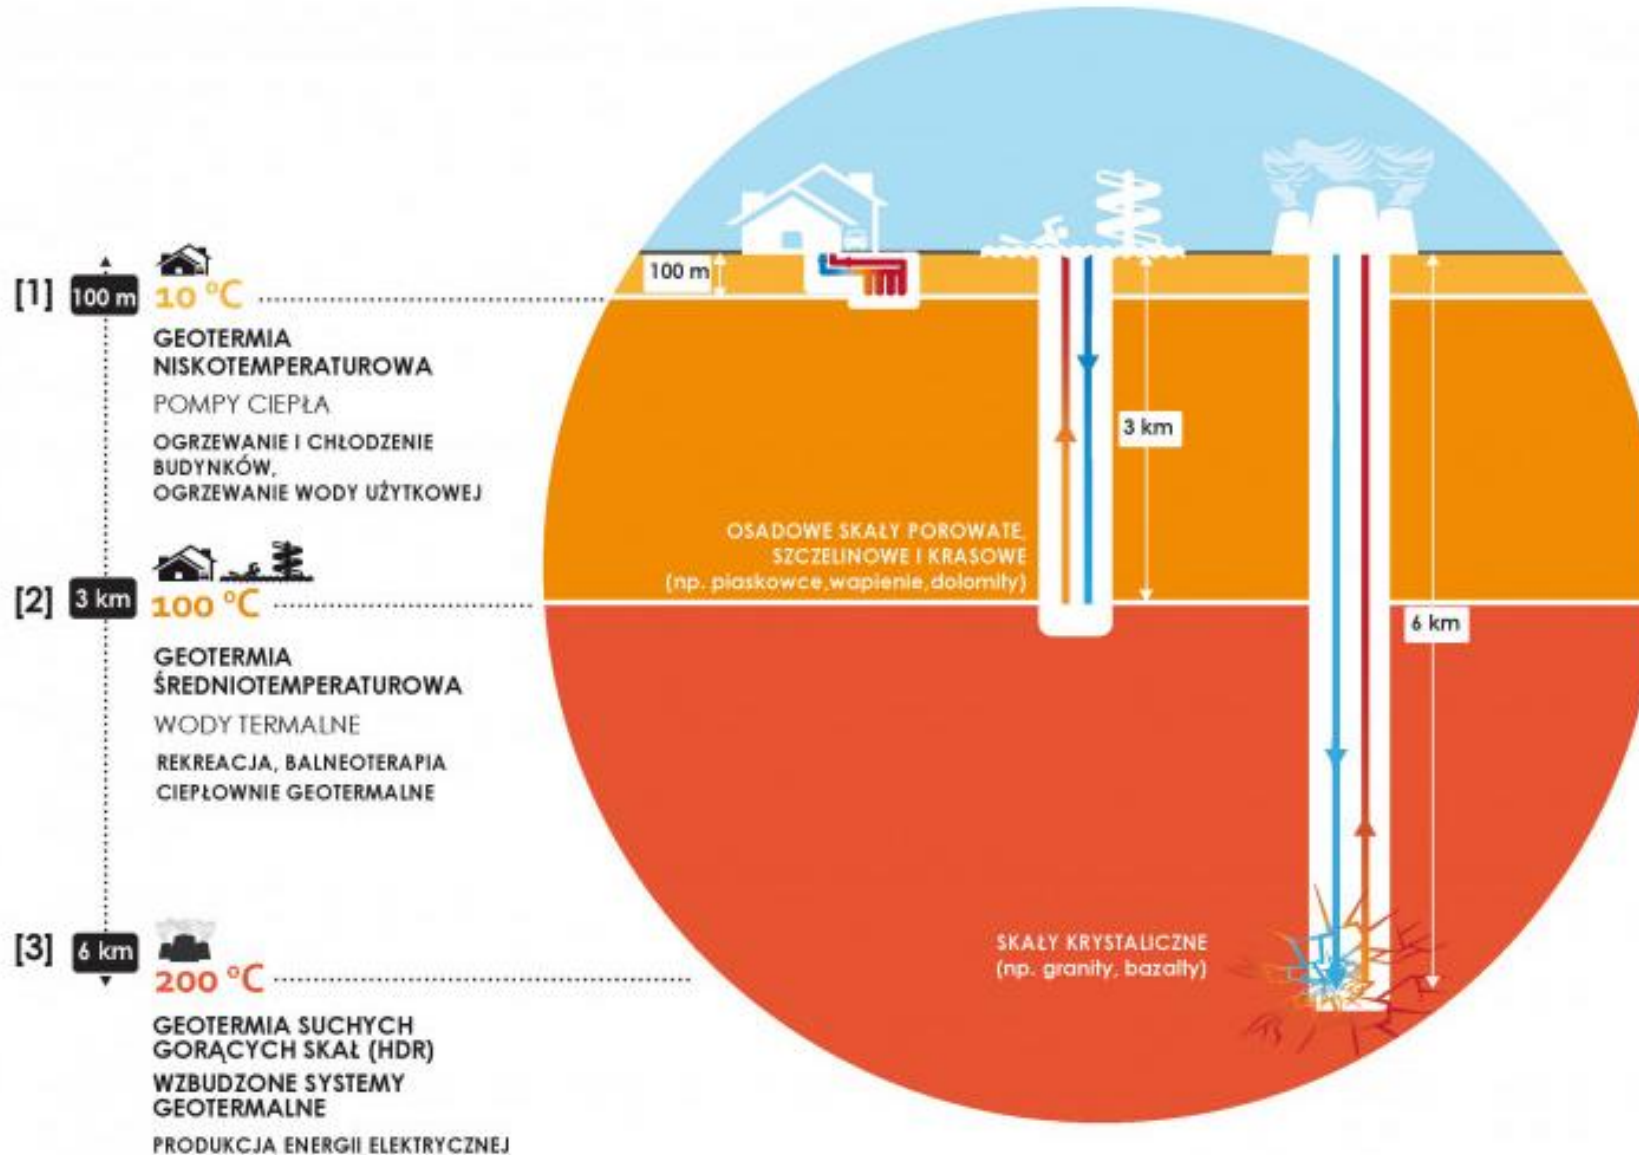 [1] 100 m 10 °C
GEOTERMIA
NISKOTEMPERATUROWA
POMPY CIEPŁA
OGRZEWANIE I CHŁODZENIE
BUDYNKÓW,
OGRZEWANIE WODY UŻYTKOWEJ
[2] 3 km 100 °C
GEOTERMIA
ŚREDNIOTEMPERATUROWA
WODY TERMALNE
REKREACJA, BALNEOTERAPIA
CIEPŁOWNIE GEOTERMALNE
[3] 6 km 200 °C
GEOTERMIA SUCHYCH
GORĄCYCH SKAŁ (HDR)
WZBUDZONE SYSTEMY
GEOTERMALNE
PRODUKCJA ENERGII ELEKTRYCZNEJ
100 m
3 km
OSADOWE SKAŁY POROWATE,
SZCZELINOWE I KRASOWE
(np. piaskowce,wapienie,dolomity)
6 km
SKAŁY KRYSTALICZNE
(np. granity, bazalty)